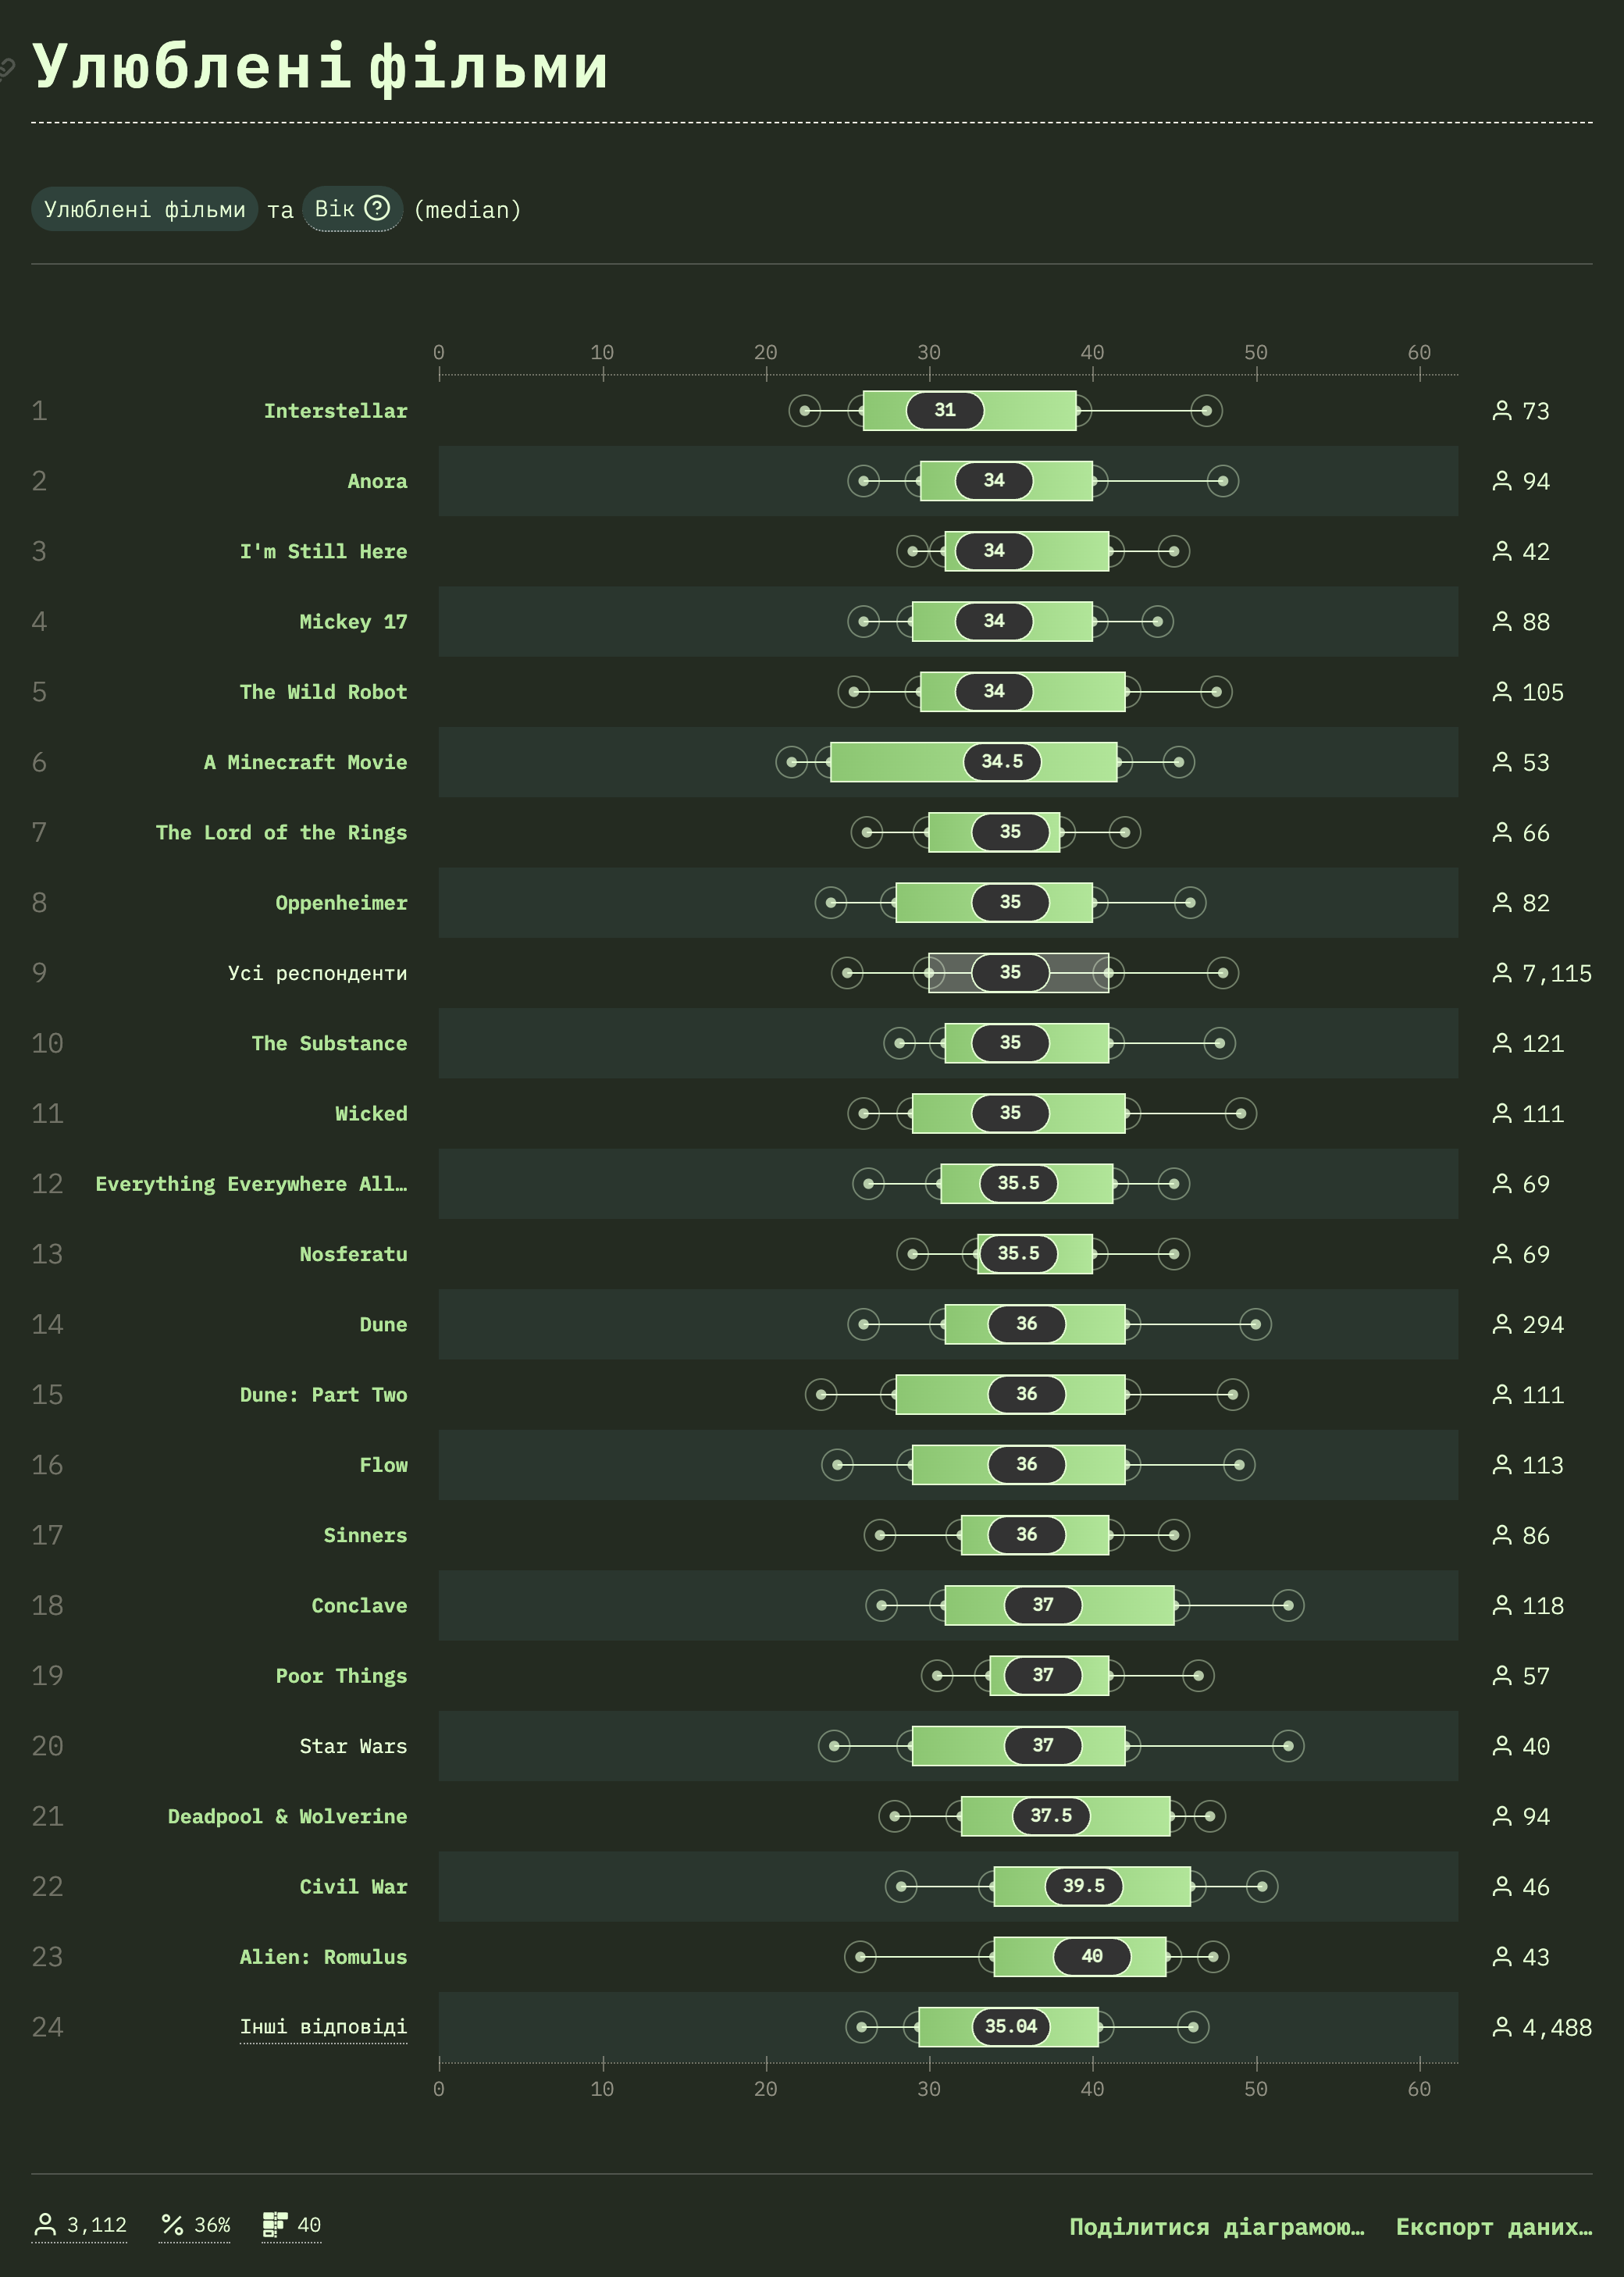 Улюблені фільми
Улюблені фільми та Вік (median)
0 10 20 30 40 50 60
1 Interstellar 31 73
2 Anora 34 94
3 I'm Still Here 34 42
4 Mickey 17 34 88
5 The Wild Robot 34 105
6 A Minecraft Movie 34.5 53
7 The Lord of the Rings 35 66
8 Oppenheimer 35 82
9 Усі респонденти 35 7,115
10 The Substance 35 121
11 Wicked 35 111
12 Everything Everywhere All… 35.5 69
13 Nosferatu 35.5 69
14 Dune 36 294
15 Dune: Part Two 36 111
16 Flow 36 113
17 Sinners 36 86
18 Conclave 37 118
19 Poor Things 37 57
20 Star Wars 37 40
21 Deadpool & Wolverine 37.5 94
22 Civil War 39.5 46
23 Alien: Romulus 40 43
24 Інші відповіді 35.04 4,488
0 10 20 30 40 50 60
3,112 36% 40 Поділитися діаграмою… Експорт даних…